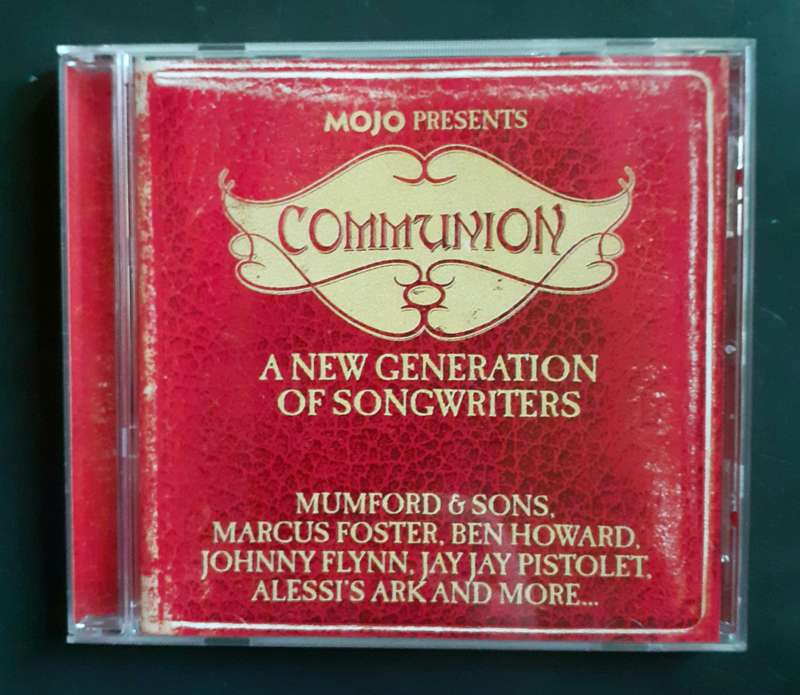 MOJO PRESENTS
COMMUNION
A NEW GENERATION
OF SONGWRITERS
MUMFORD & SONS,
MARCUS FOSTER, BEN HOWARD,
JOHNNY FLYNN, JAY JAY PISTOLET,
ALESSI'S ARK AND MORE...